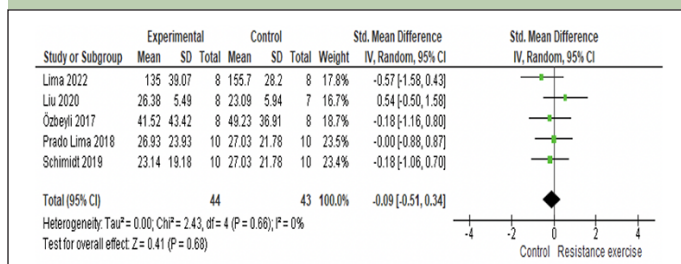 Experimental Control Std. Mean Difference Std. Mean Difference
Study or Subgroup Mean SD Total Mean SD Total Weight IV, Random, 95% CI IV, Random, 95% CI
Lima 2022 135 39.07 8 155.7 28.2 8 17.8% -0.57 [-1.58, 0.43]
Liu 2020 26.38 5.49 8 23.09 5.94 7 16.8% 0.54 [-0.50, 1.58]
Özbeyli 2017 41.52 43.42 8 49.23 36.91 8 18.5% -0.18 [-1.16, 0.80]
Prado Lima 2018 26.93 23.93 10 27.03 21.78 10 23.5% -0.00 [-0.88, 0.87]
Schimidt 2019 23.14 19.18 10 27.03 21.78 10 23.4% -0.18 [-1.06, 0.70]
Total (95% CI) 44 43 100.0% -0.09 [-0.51, 0.34]
Heterogeneity: Tau² = 0.00; Chi² = 2.43, df = 4 (P = 0.66); I² = 0%
Test for overall effect: Z = 0.41 (P = 0.68)
-4 -2 0 2 4
Control Resistance exercise